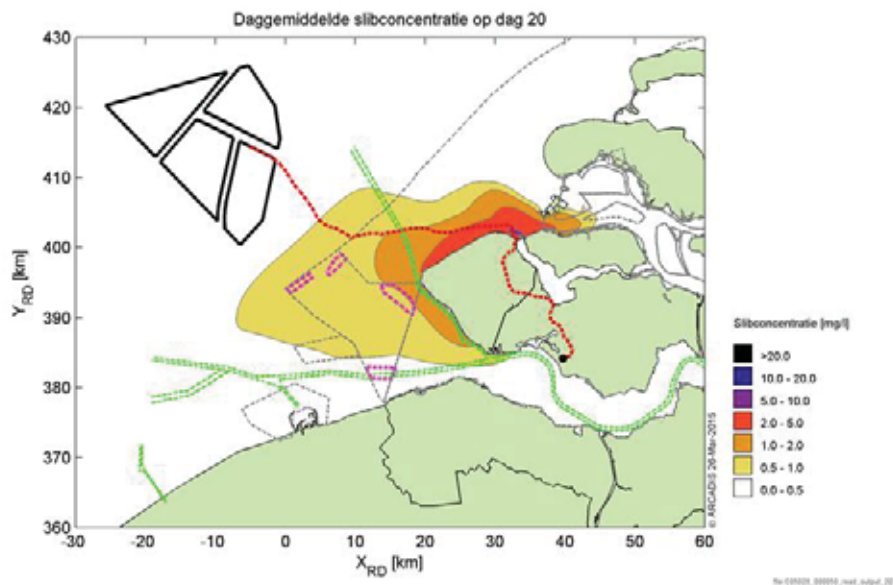 Daggemiddelde slibconcentratie op dag 20
430
420
410
400
390
380
370
360
Y_RD [km]
-30
-20
-10
0
10
20
30
40
50
60
X_RD [km]
Slibconcentratie [mg/l]
>20.0
10.0 - 20.0
5.0 - 10.0
2.0 - 5.0
1.0 - 2.0
0.5 - 1.0
0.0 - 0.5
© ARCADIS 26-Mar-2015